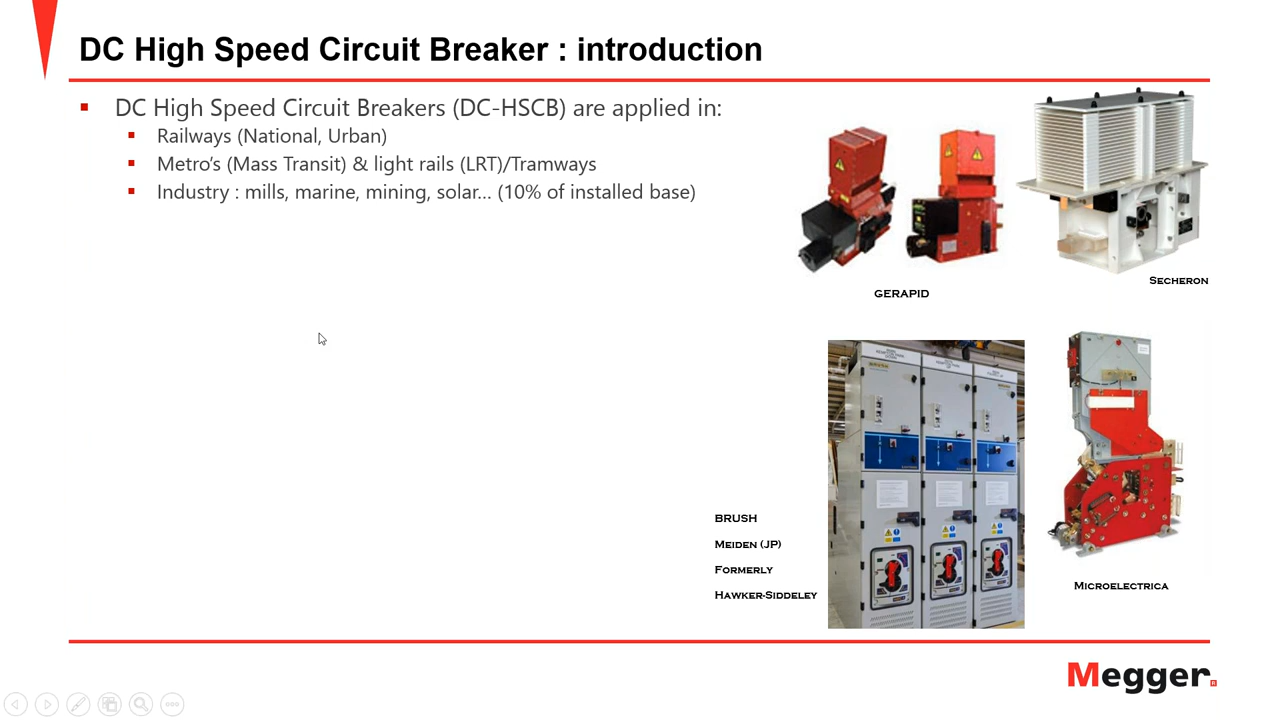 DC High Speed Circuit Breaker : introduction
DC High Speed Circuit Breakers (DC-HSCB) are applied in:
Railways (National, Urban)
Metro's (Mass Transit) & light rails (LRT)/Tramways
Industry : mills, marine, mining, solar... (10% of installed base)
GERAPID
Secheron
BRUSH
Meiden (JP)
Formerly
Hawker-Siddeley
Microelectrica
Megger